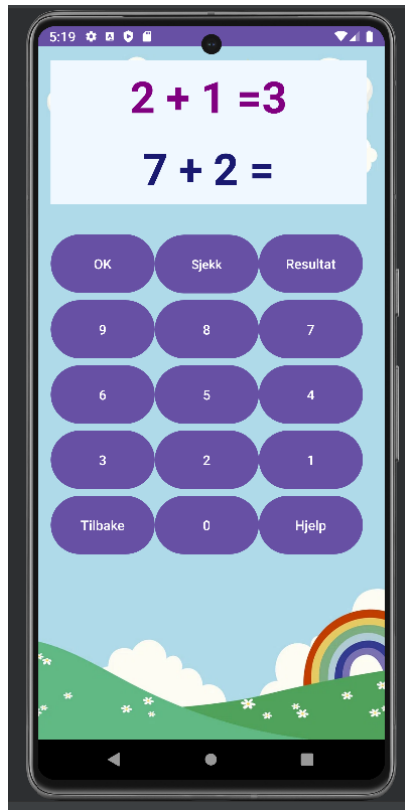 5:19
2 + 1 =3
7 + 2 =
OK Sjekk Resultat
9 8 7
6 5 4
3 2 1
Tilbake 0 Hjelp